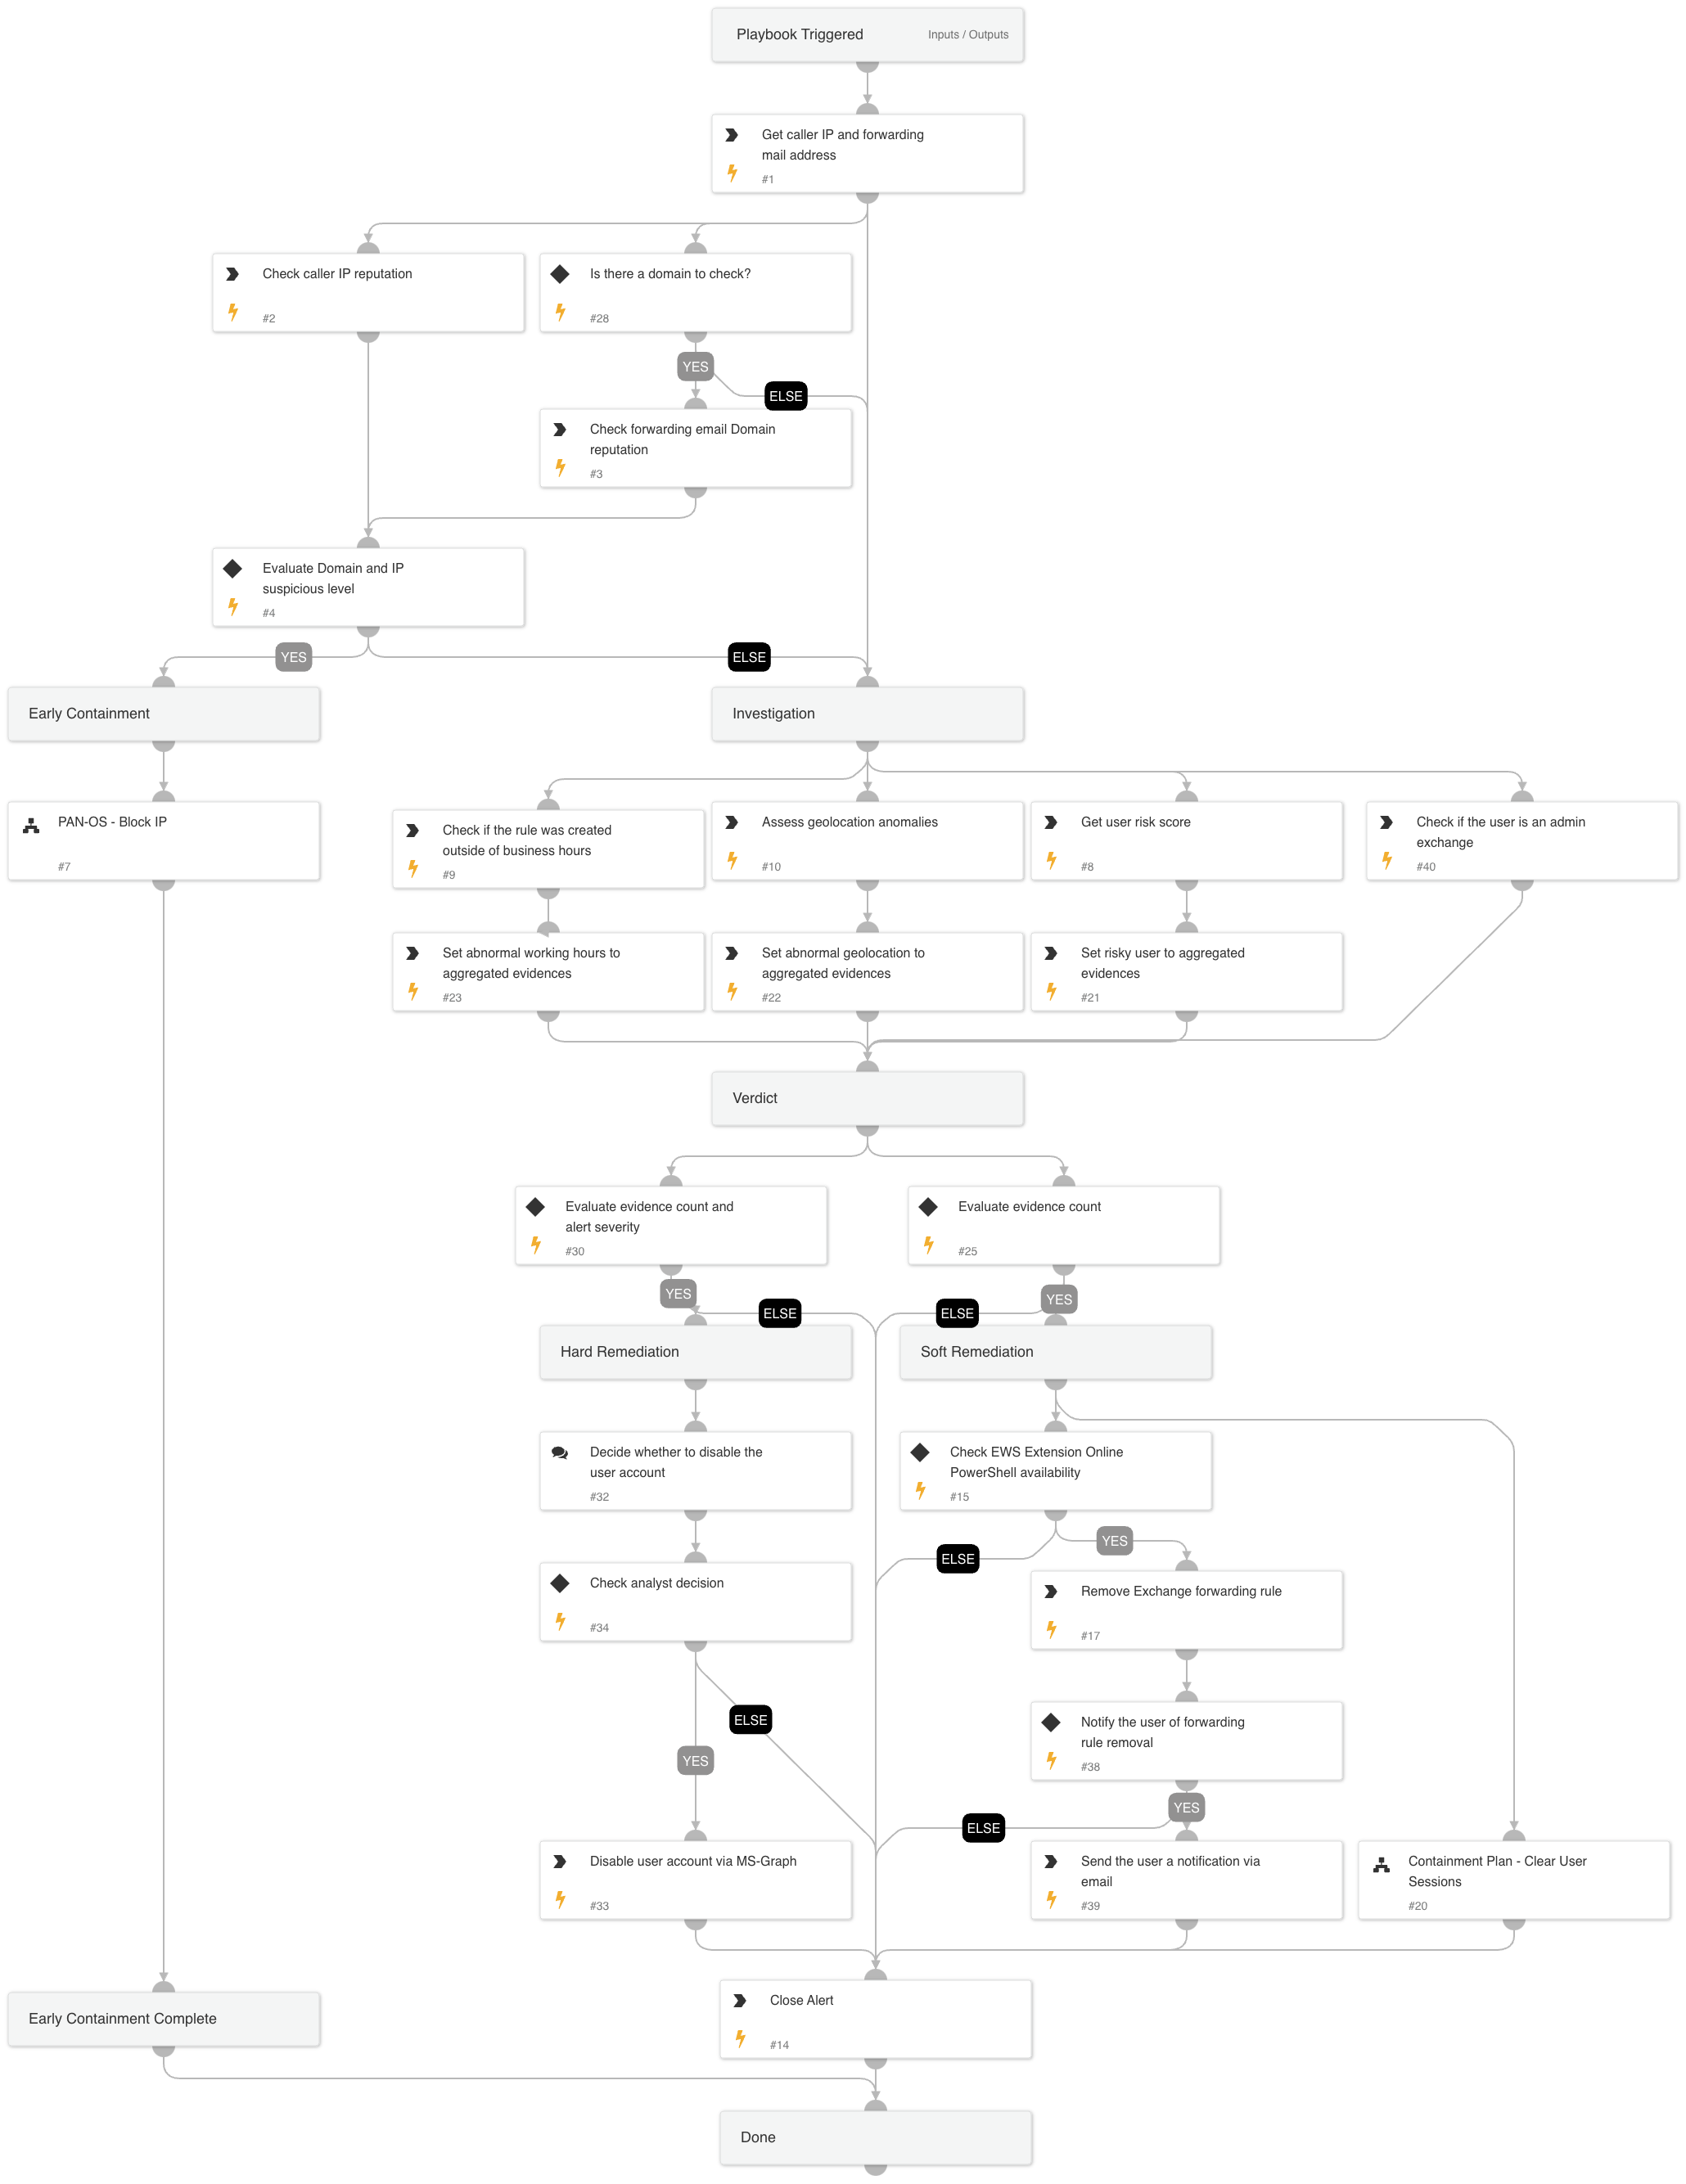 Playbook Triggered
Inputs / Outputs
Get caller IP and forwarding
mail address
#1
Check caller IP reputation
#2
Is there a domain to check?
#28
YES
ELSE
Check forwarding email Domain
reputation
#3
Evaluate Domain and IP
suspicious level
#4
YES
ELSE
Early Containment
Investigation
PAN-OS - Block IP
#7
Check if the rule was created
outside of business hours
#9
Assess geolocation anomalies
#10
Get user risk score
#8
Check if the user is an admin
exchange
#40
Set abnormal working hours to
aggregated evidences
#23
Set abnormal geolocation to
aggregated evidences
#22
Set risky user to aggregated
evidences
#21
Verdict
Evaluate evidence count and
alert severity
#30
Evaluate evidence count
#25
YES
ELSE
ELSE
YES
Hard Remediation
Soft Remediation
Decide whether to disable the
user account
#32
Check EWS Extension Online
PowerShell availability
#15
YES
ELSE
Check analyst decision
#34
Remove Exchange forwarding rule
#17
ELSE
YES
Notify the user of forwarding
rule removal
#38
YES
ELSE
Disable user account via MS-Graph
#33
Send the user a notification via
email
#39
Containment Plan - Clear User
Sessions
#20
Close Alert
#14
Early Containment Complete
Done